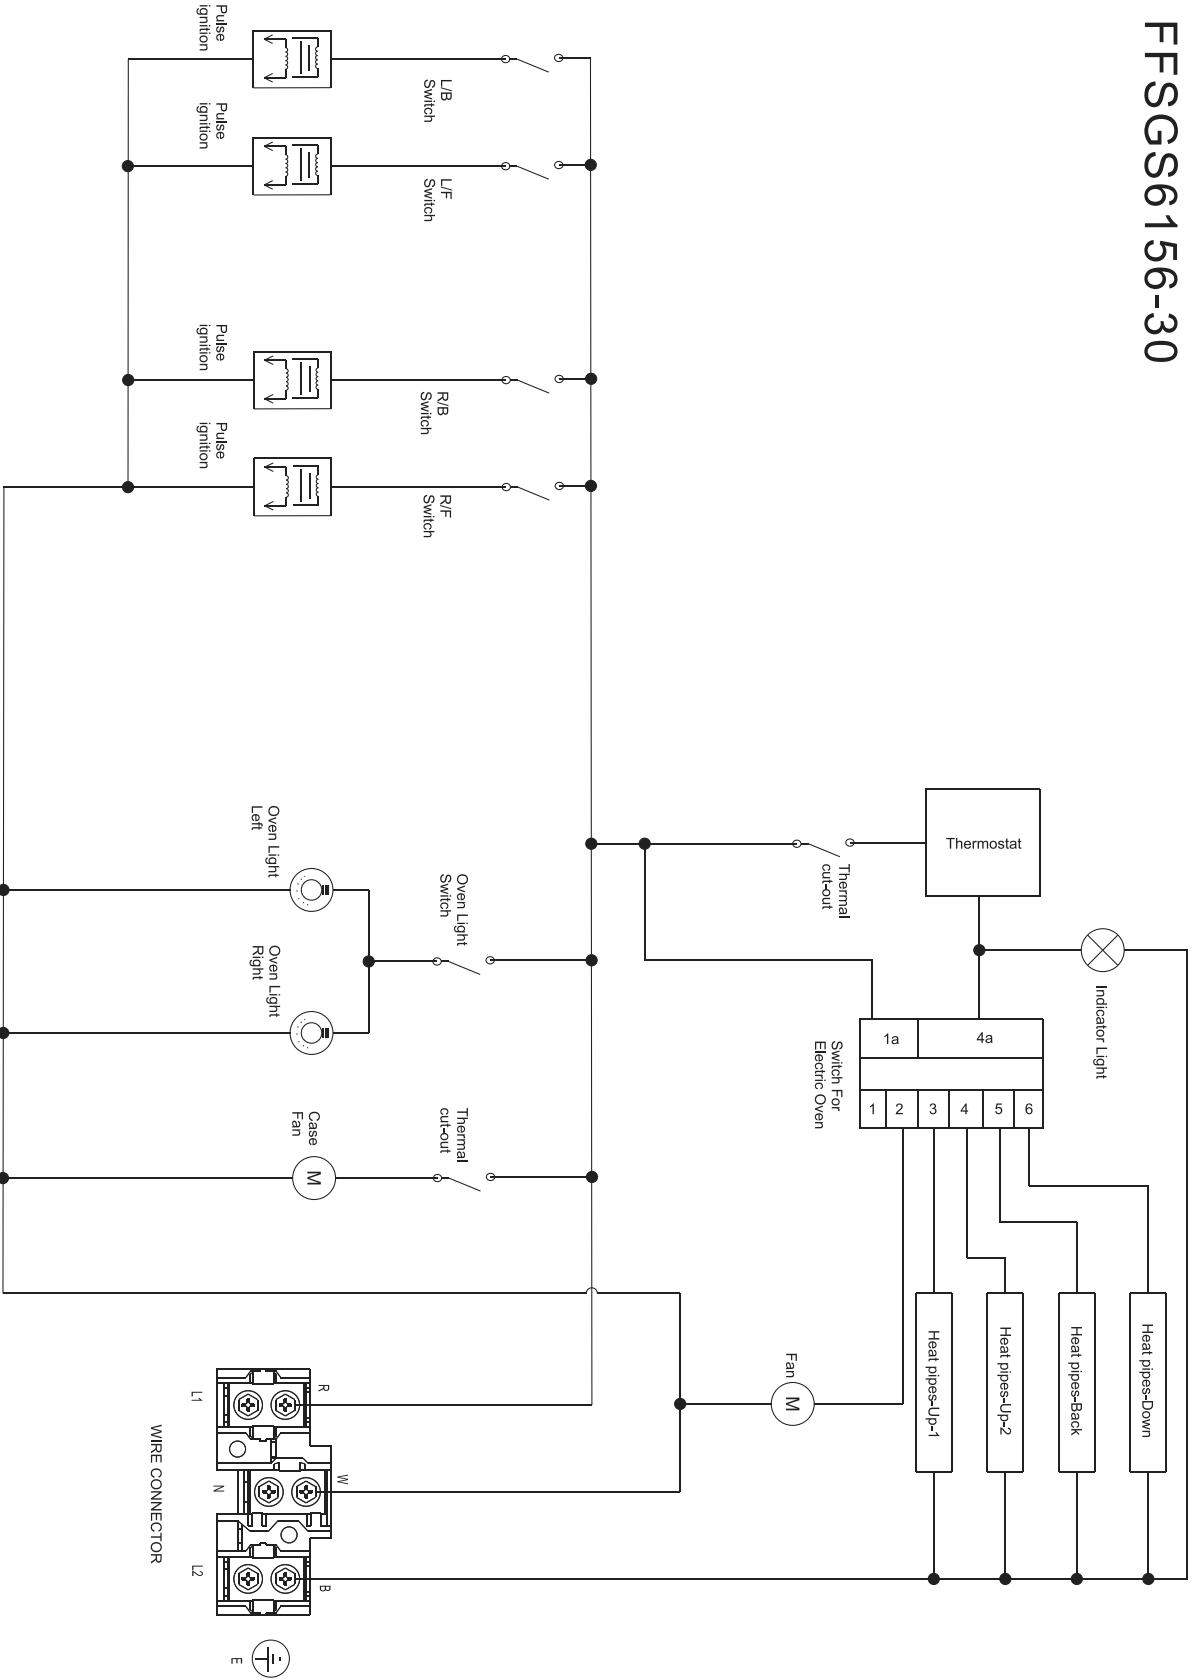 FFSGS6156-30
Pulse
ignition
L/B
Switch
Pulse
ignition
L/F
Switch
Pulse
ignition
R/B
Switch
Pulse
ignition
R/F
Switch
Thermostat
Thermal
cut-out
Oven Light
Left
Oven Light
Switch
Oven Light
Right
Indicator Light
1a
4a
Switch For
Electric Oven
1
2
3
4
5
6
Thermal
cut-out
Case
Fan
M
Fan
M
Heat pipes-Up-1
Heat pipes-Up-2
Heat pipes-Back
Heat pipes-Down
R
L1
W
N
B
L2
WIRE CONNECTOR
E